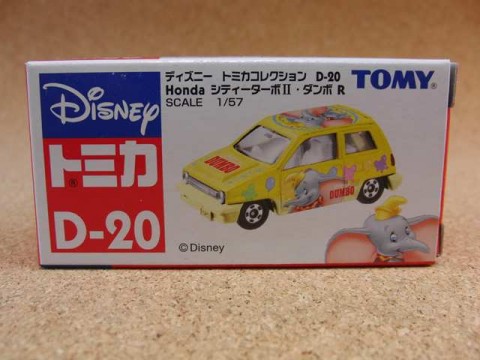 Disney
トミカ
D-20
ディズニー トミカコレクション D-20
Honda シティーターボII・ダンボ R
SCALE 1/57
TOMY
DUMBO
DUMBO
©Disney